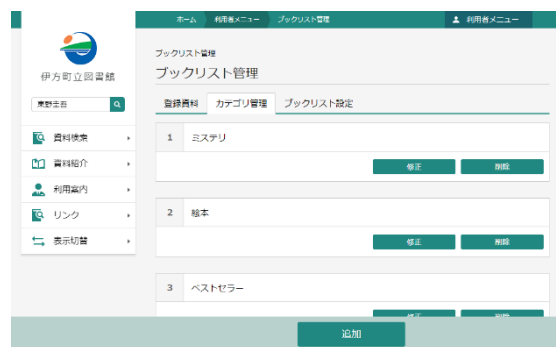 ホーム 利用者メニュー ブックリスト管理
利用者メニュー
伊方町立図書館
東野圭吾
資料検索
資料紹介
利用案内
リンク
表示切替
ブックリスト管理
ブックリスト管理
登録資料 カテゴリ管理 ブックリスト設定
1 ミステリ
修正 削除
2 絵本
修正 削除
3 ベストセラー
修正 削除
追加